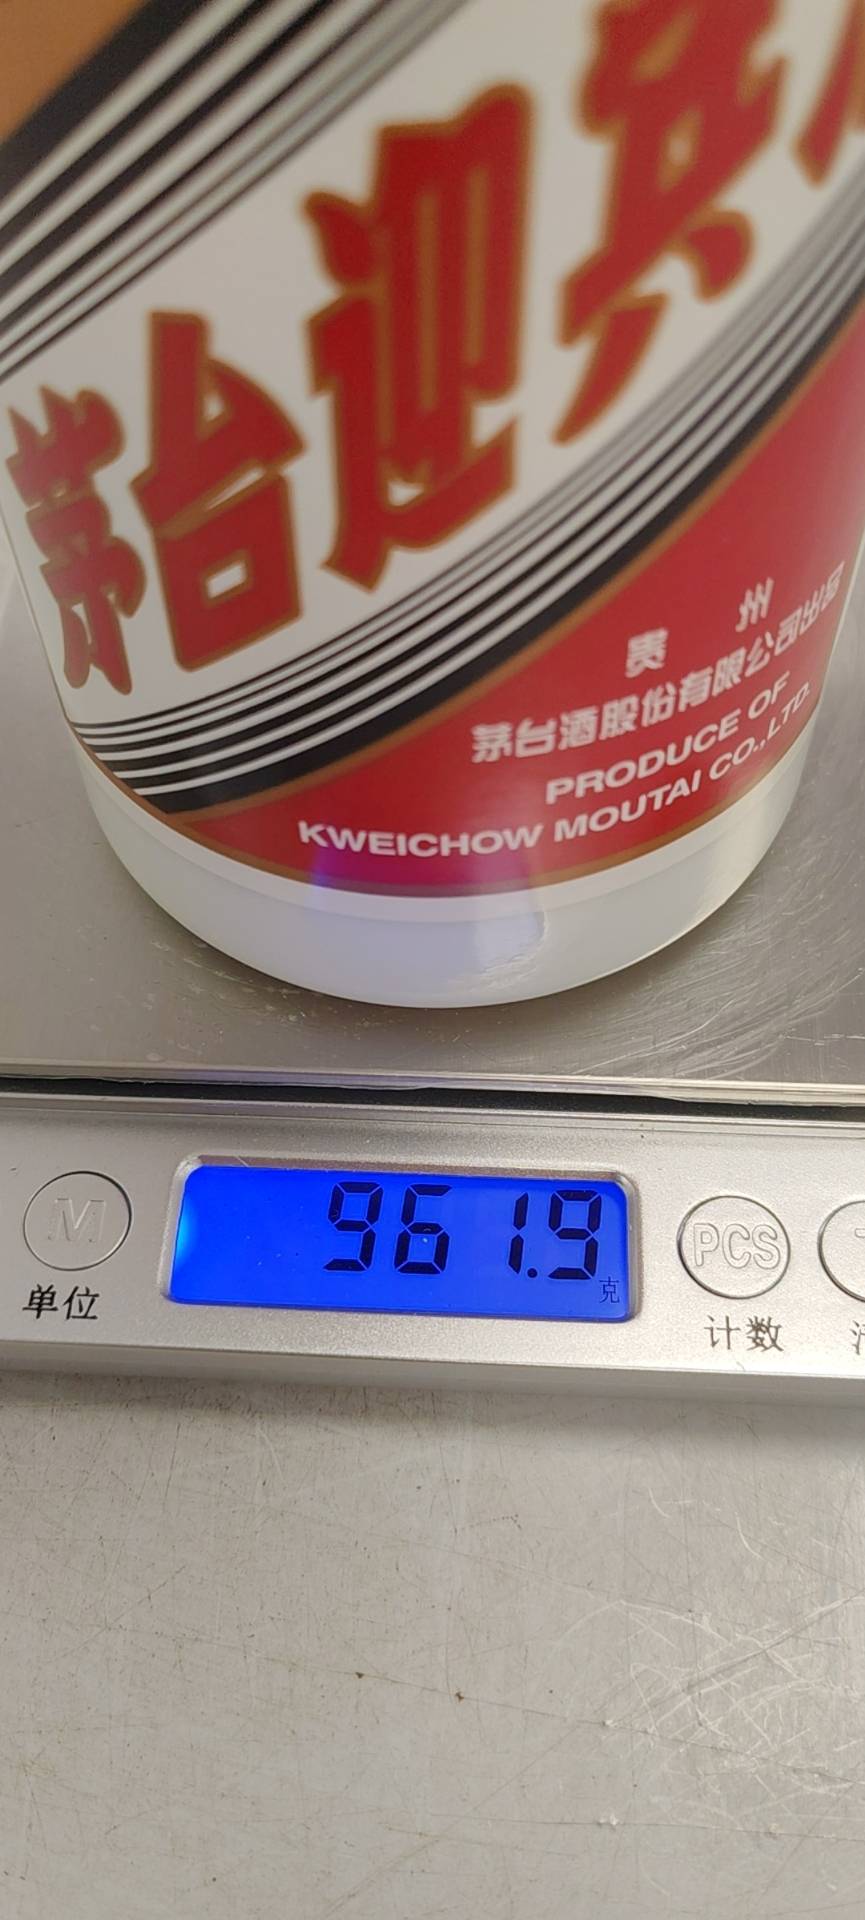 茅台迎宾
贵州
茅台酒股份有限公司出品
PRODUCE OF
KWEICHOW MOUTAI CO.,LTD.
961.9
克
M
PCS
单位
计数